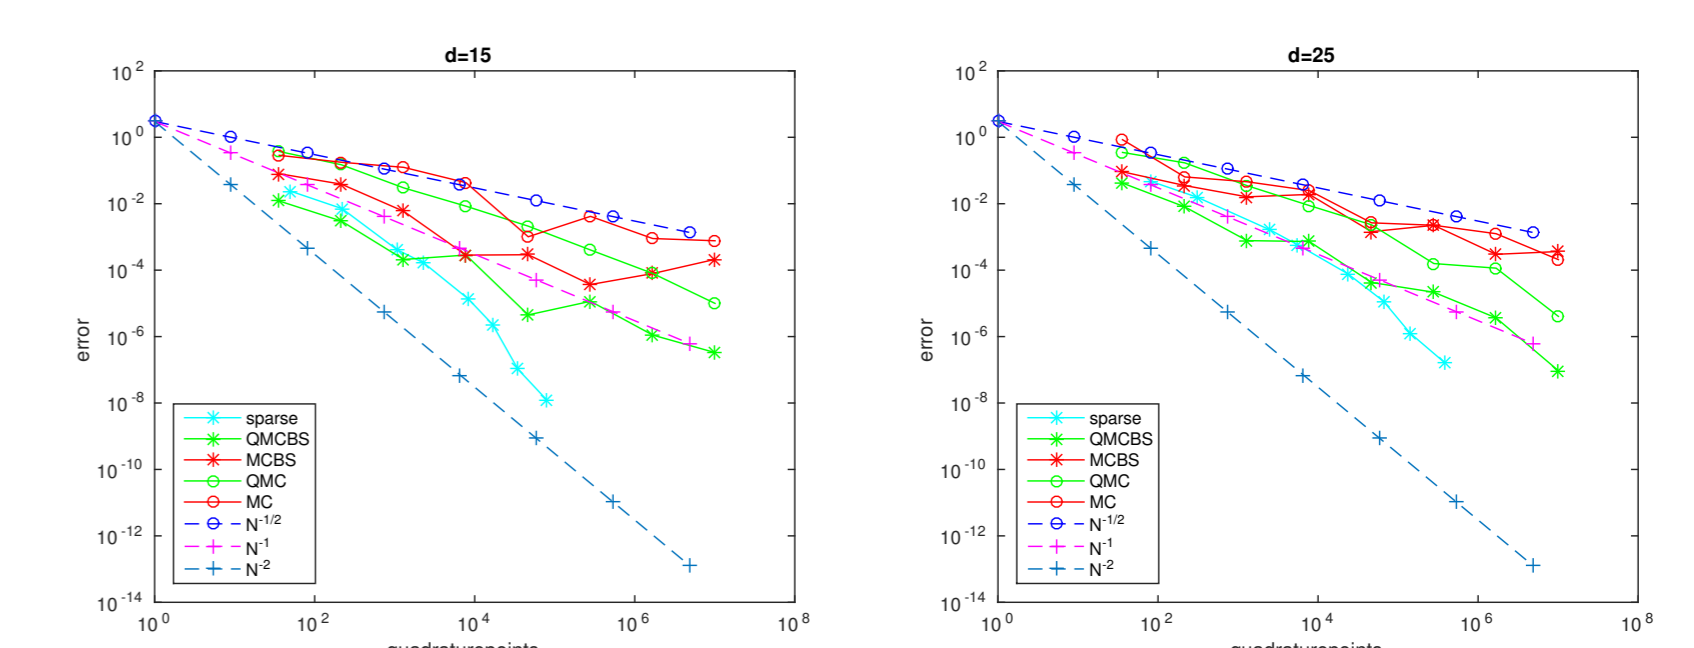 d=15
10^2
10^0
10^-2
10^-4
10^-6
10^-8
10^-10
10^-12
10^-14
error
sparse
QMCBS
MCBS
QMC
MC
N^-1/2
N^-1
N^-2
10^0 10^2 10^4 10^6 10^8
quadraturepoints
d=25
10^2
10^0
10^-2
10^-4
10^-6
10^-8
10^-10
10^-12
10^-14
error
sparse
QMCBS
MCBS
QMC
MC
N^-1/2
N^-1
N^-2
10^0 10^2 10^4 10^6 10^8
quadraturepoints